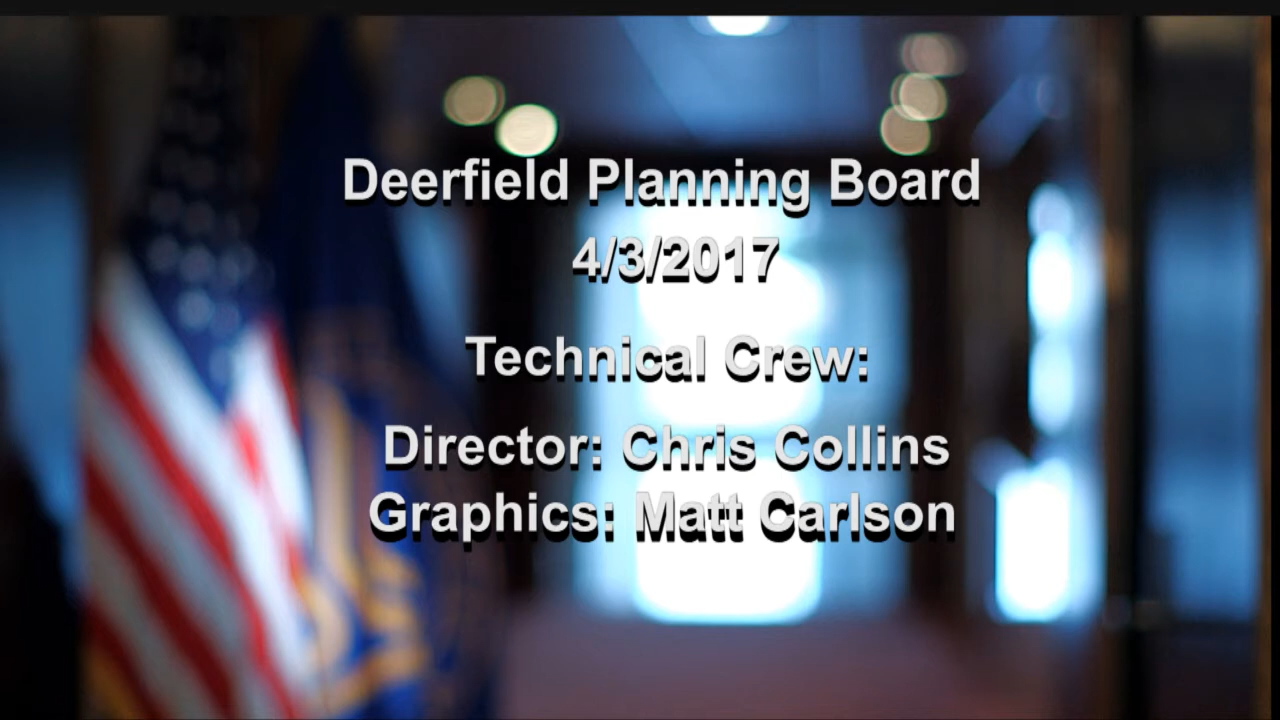 Deerfield Planning Board
4/3/2017
Technical Crew:
Director: Chris Collins
Graphics: Matt Carlson